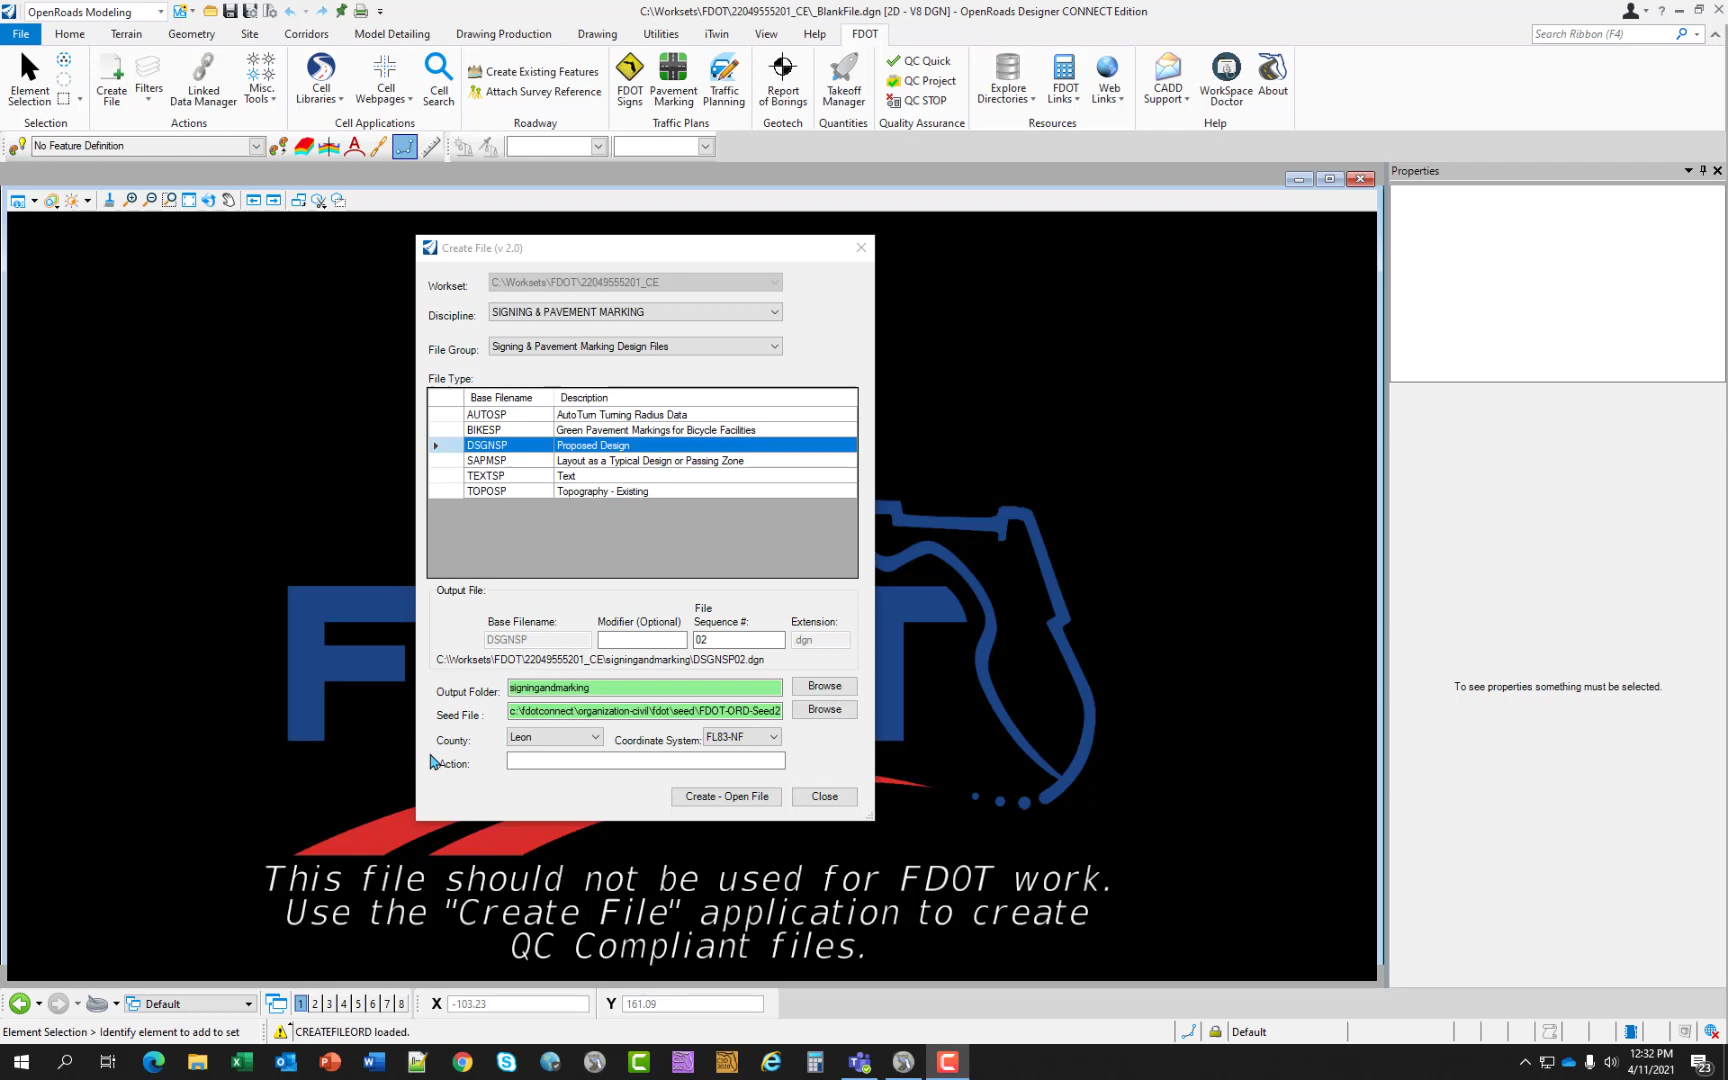 OpenRoads Modeling
C:\Worksets\FDOT\22049555201_CE\_BlankFile.dgn [2D - V8 DGN] - OpenRoads Designer CONNECT Edition
File Home Terrain Geometry Site Corridors Model Detailing Drawing Production Drawing Utilities iTwin View Help FDOT
Search Ribbon (F4)
Element Selection
Create File
Filters
Linked Data Manager
Misc. Tools
Cell Libraries
Cell Webpages
Cell Search
Create Existing Features
Attach Survey Reference
FDOT Signs
Pavement Marking
Traffic Planning
Report of Borings
Takeoff Manager
QC Quick
QC Project
QC STOP
Explore Directories
FDOT Links
Web Links
CADD Support
WorkSpace Doctor
About
Selection Actions Cell Applications Roadway Traffic Plans Geotech Quantities Quality Assurance Resources Help
No Feature Definition
Properties
Create File (v 2.0)
Workset: C:\Worksets\FDOT\22049555201_CE
Discipline: SIGNING & PAVEMENT MARKING
File Group: Signing & Pavement Marking Design Files
File Type:
Base Filename Description
AUTOSP AutoTurn Turning Radius Data
BIKESP Green Pavement Markings for Bicycle Facilities
DSGNSP Proposed Design
SAPMSP Layout as a Typical Design or Passing Zone
TEXTSP Text
TOPOSP Topography - Existing
Output File:
Base Filename: Modifier (Optional) File Sequence #: Extension:
DSGNSP 02 .dgn
C:\Worksets\FDOT\22049555201_CE\signingandmarking\DSGNSP02.dgn
Output Folder: signingandmarking Browse
Seed File : c:\fdotconnect\organization-civil\fdot\seed\FDOT-ORD-Seed2 Browse
County: Leon Coordinate System: FL83-NF
Action:
Create - Open File Close
To see properties something must be selected.
This file should not be used for FDOT work.
Use the "Create File" application to create
QC Compliant files.
Default 1 2 3 4 5 6 7 8 X -103.23 Y 161.09
Element Selection > Identify element to add to set CREATEFILEORD loaded. Default
12:32 PM
4/11/2021
23